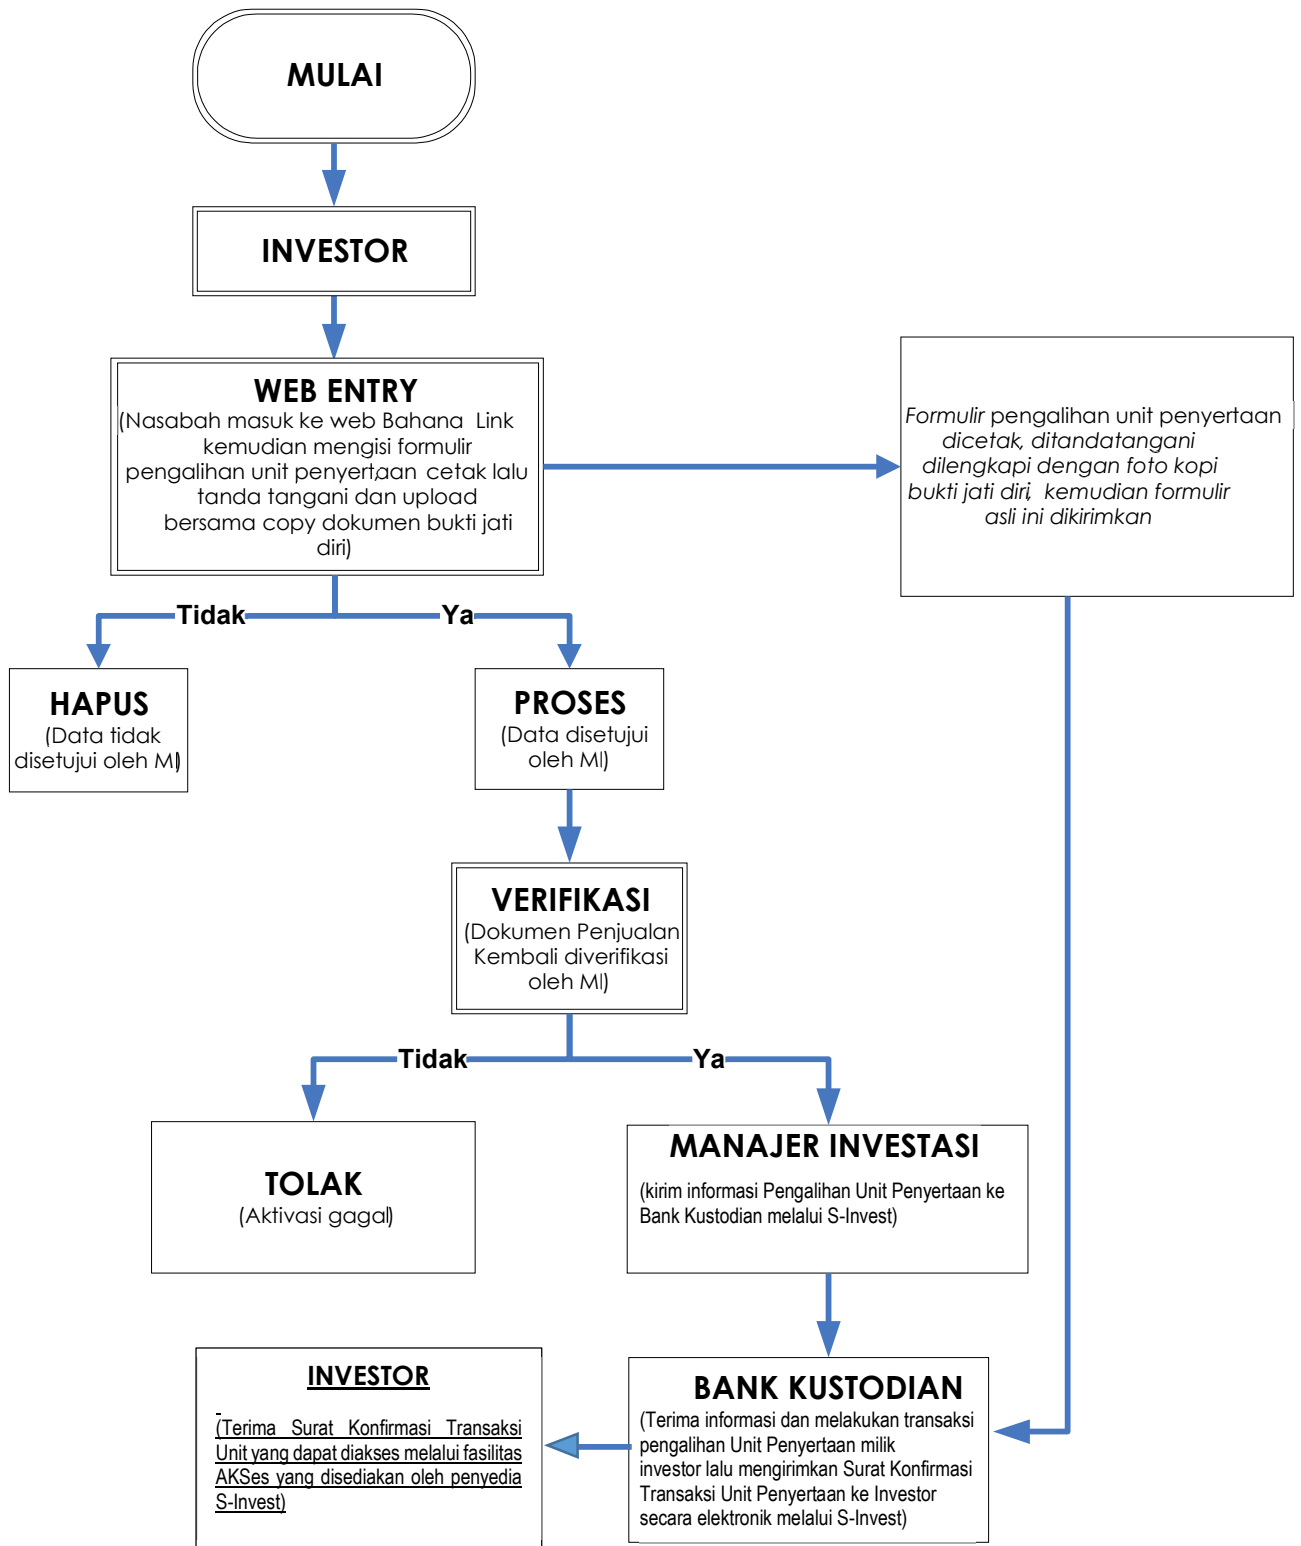 MULAI
INVESTOR
WEB ENTRY
(Nasabah masuk ke web Bahana Link
kemudian mengisi formulir
pengalihan unit penyertaan cetak lalu
tanda tangani dan upload
bersama copy dokumen bukti jati
diri)
Formulir pengalihan unit penyertaan
dicetak, ditandatangani
dilengkapi dengan foto kopi
bukti jati diri, kemudian formulir
asli ini dikirimkan
Tidak
Ya
HAPUS
(Data tidak
disetujui oleh MI)
PROSES
(Data disetujui
oleh MI)
VERIFIKASI
(Dokumen Penjualan
Kembali diverifikasi
oleh MI)
Tidak
Ya
TOLAK
(Aktivasi gagal)
MANAJER INVESTASI
(kirim informasi Pengalihan Unit Penyertaan ke
Bank Kustodian melalui S-Invest)
INVESTOR
(Terima Surat Konfirmasi Transaksi
Unit yang dapat diakses melalui fasilitas
AKSes yang disediakan oleh penyedia
S-Invest)
BANK KUSTODIAN
(Terima informasi dan melakukan transaksi
pengalihan Unit Penyertaan milik
investor lalu mengirimkan Surat Konfirmasi
Transaksi Unit Penyertaan ke Investor
secara elektronik melalui S-Invest)